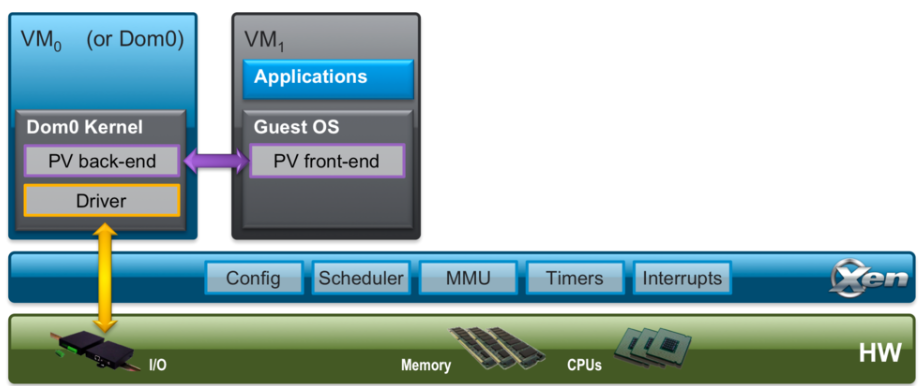 VM₀ (or Dom0)
VM₁
Applications
Dom0 Kernel
Guest OS
PV back-end
PV front-end
Driver
Config
Scheduler
MMU
Timers
Interrupts
Xen
I/O
Memory
CPUs
HW